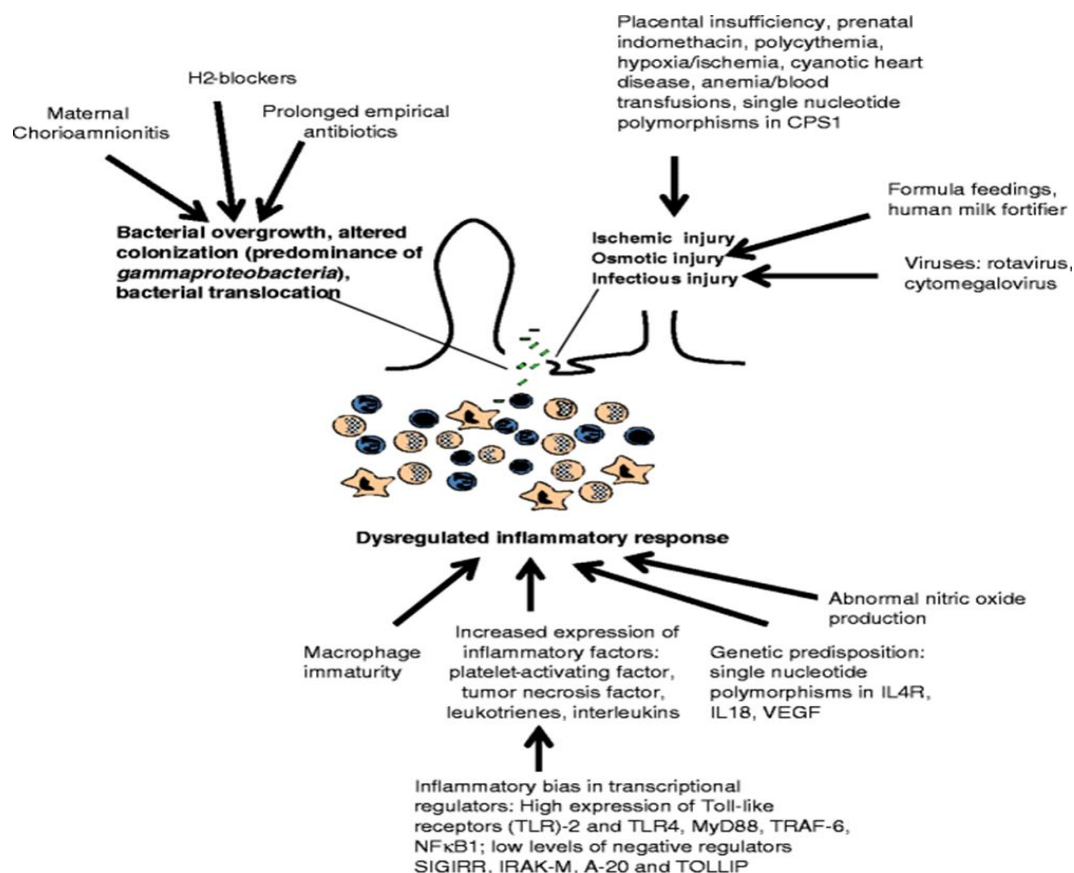 Placental insufficiency, prenatal
indomethacin, polycythemia,
hypoxia/ischemia, cyanotic heart
disease, anemia/blood
transfusions, single nucleotide
polymorphisms in CPS1
H2-blockers
Maternal
Chorioamnionitis
Prolonged empirical
antibiotics
Bacterial overgrowth, altered
colonization (predominance of
gammaproteobacteria),
bacterial translocation
Ischemic injury
Osmotic injury
Infectious injury
Formula feedings,
human milk fortifier
Viruses: rotavirus,
cytomegalovirus
Dysregulated inflammatory response
Macrophage
immaturity
Increased expression of
inflammatory factors:
platelet-activating factor,
tumor necrosis factor,
leukotrienes, interleukins
Abnormal nitric oxide
production
Genetic predisposition:
single nucleotide
polymorphisms in IL4R,
IL18, VEGF
Inflammatory bias in transcriptional
regulators: High expression of Toll-like
receptors (TLR)-2 and TLR4, MyD88, TRAF-6,
NFκB1; low levels of negative regulators
SIGIRR, IRAK-M, A-20 and TOLLIP